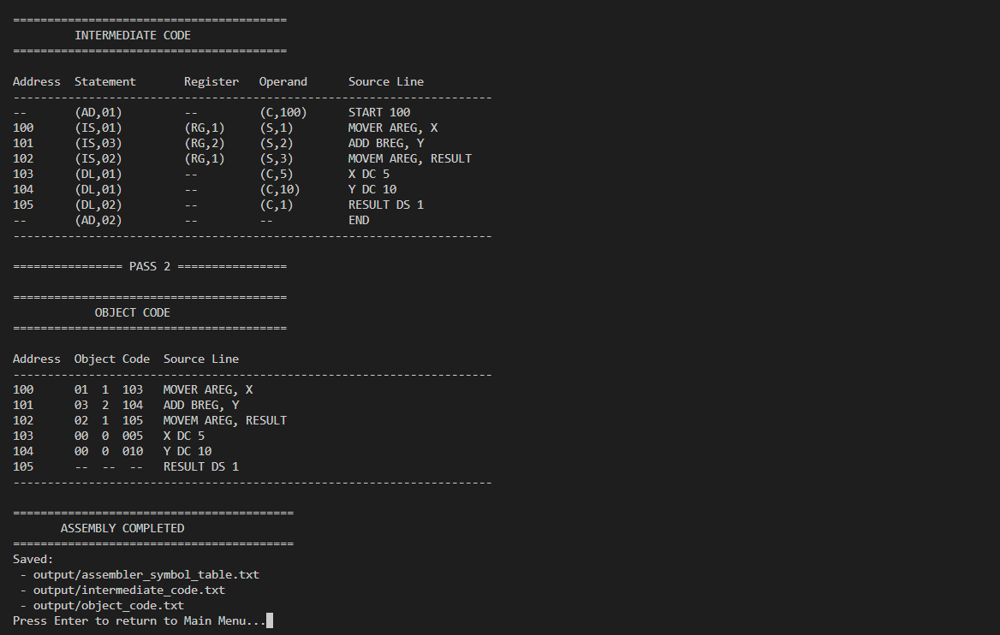 ========================================
         INTERMEDIATE CODE
========================================
Address  Statement       Register   Operand      Source Line
----------------------------------------------------------------------
--       (AD,01)         --         (C,100)      START 100
100      (IS,01)         (RG,1)     (S,1)        MOVER AREG, X
101      (IS,03)         (RG,2)     (S,2)        ADD BREG, Y
102      (IS,02)         (RG,1)     (S,3)        MOVEM AREG, RESULT
103      (DL,01)         --         (C,5)        X DC 5
104      (DL,01)         --         (C,10)       Y DC 10
105      (DL,02)         --         (C,1)        RESULT DS 1
--       (AD,02)         --         --           END
----------------------------------------------------------------------
================ PASS 2 ================
========================================
            OBJECT CODE
========================================
Address  Object Code  Source Line
----------------------------------------------------------------------
100      01  1  103   MOVER AREG, X
101      03  2  104   ADD BREG, Y
102      02  1  105   MOVEM AREG, RESULT
103      00  0  005   X DC 5
104      00  0  010   Y DC 10
105      --  --  --   RESULT DS 1
----------------------------------------------------------------------
=========================================
       ASSEMBLY COMPLETED
=========================================
Saved:
 - output/assembler_symbol_table.txt
 - output/intermediate_code.txt
 - output/object_code.txt
Press Enter to return to Main Menu...